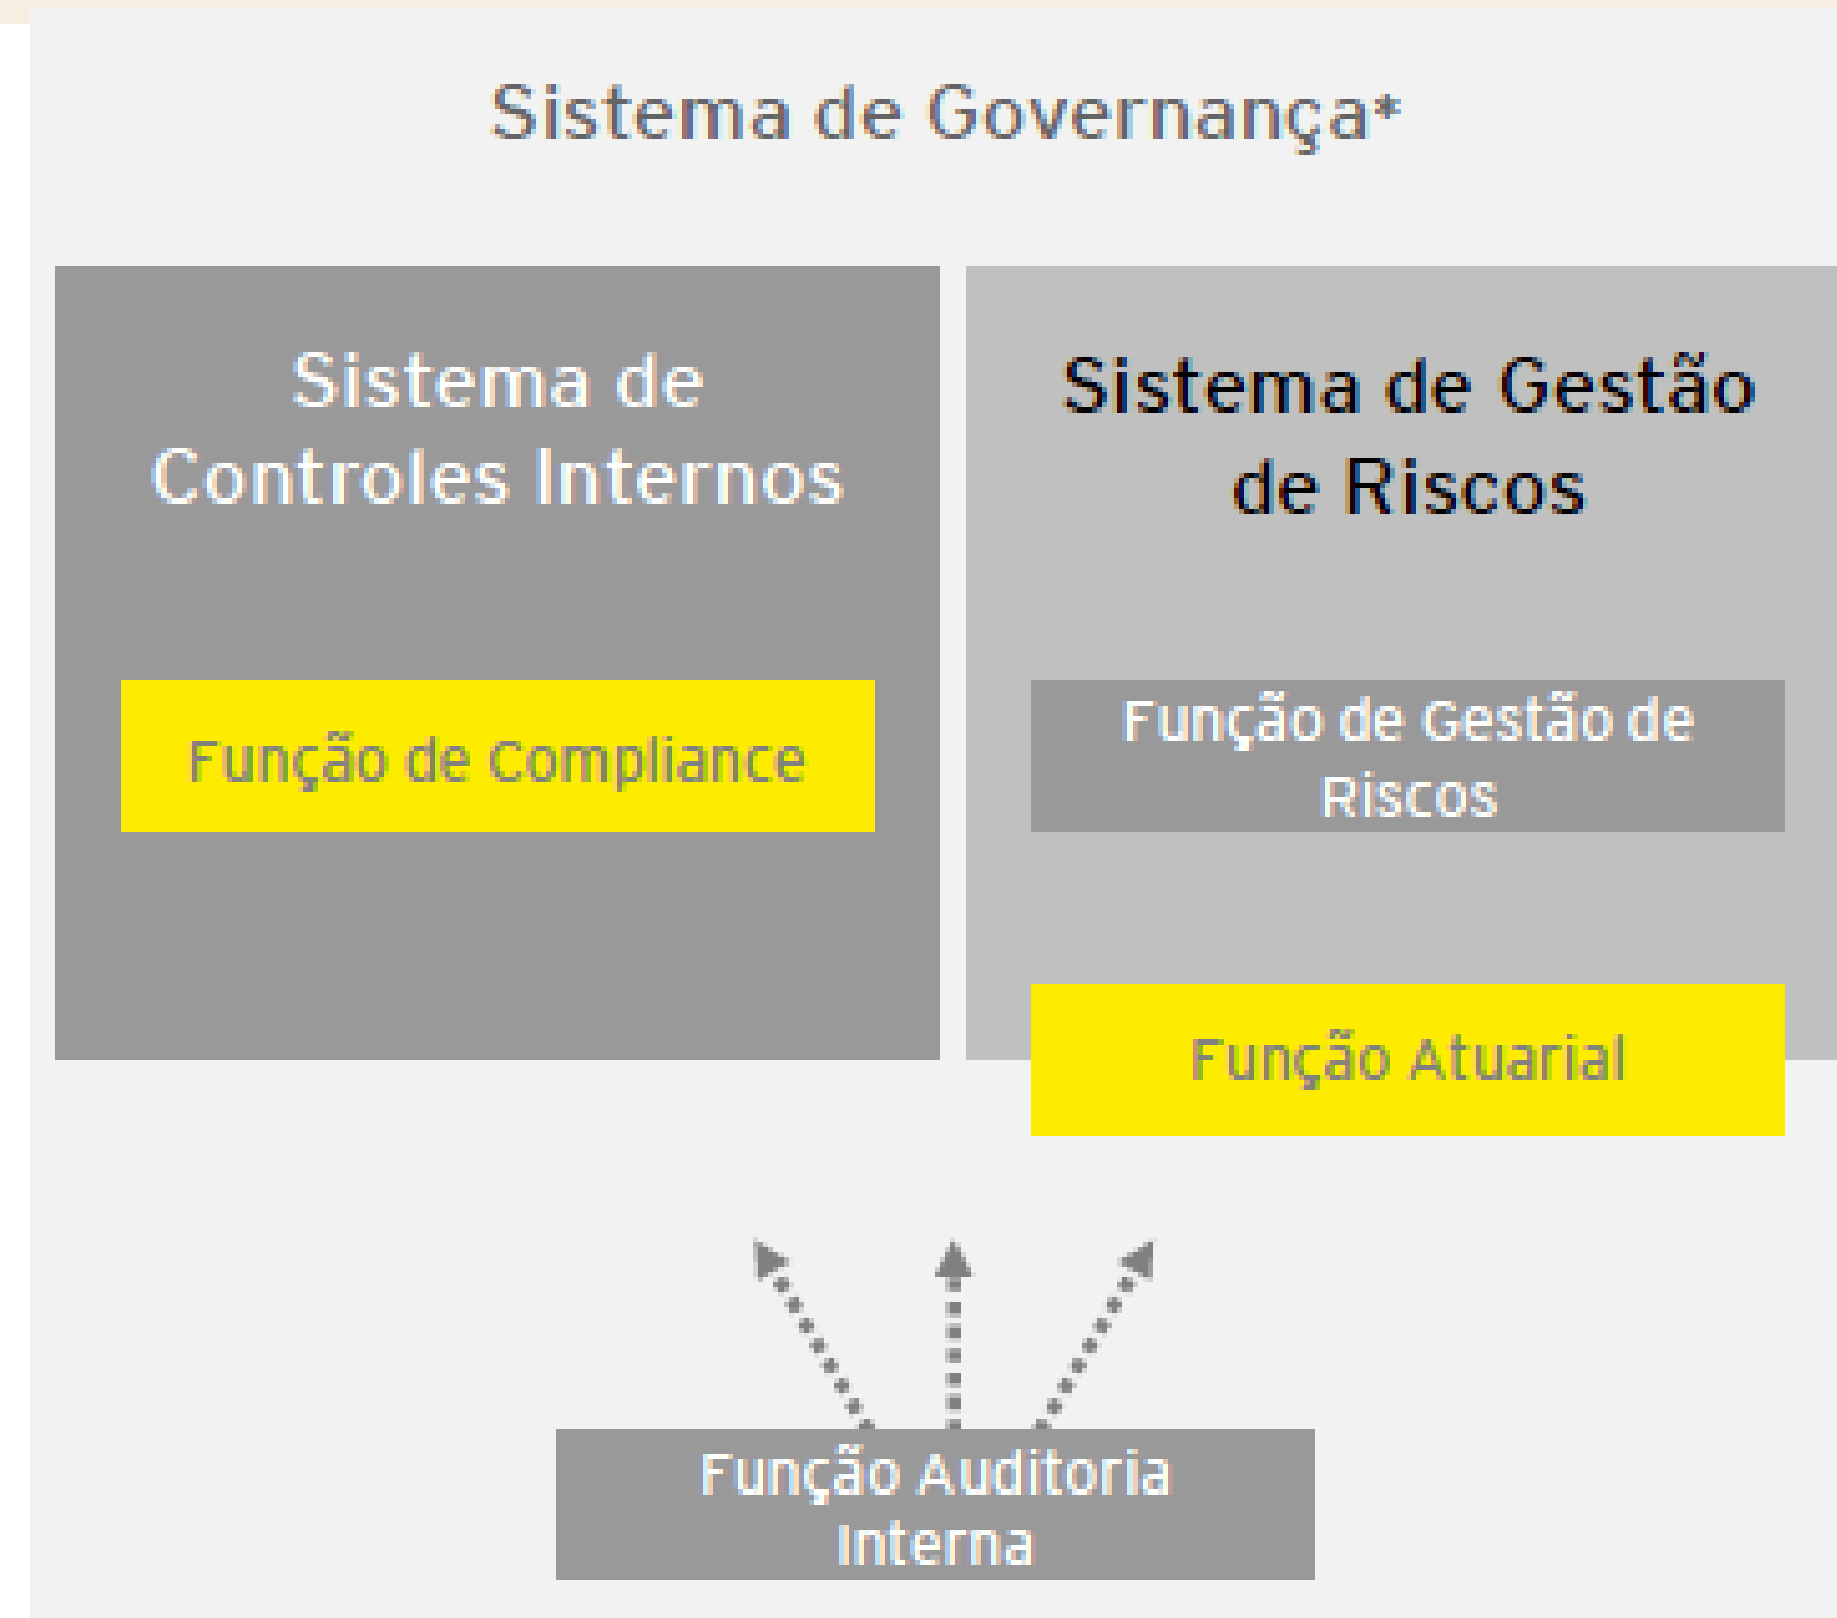 Sistema de Governança*
Sistema de
Controles Internos
Função de Compliance
Sistema de Gestão
de Riscos
Função de Gestão de
Riscos
Função Atuarial
Função Auditoria
Interna